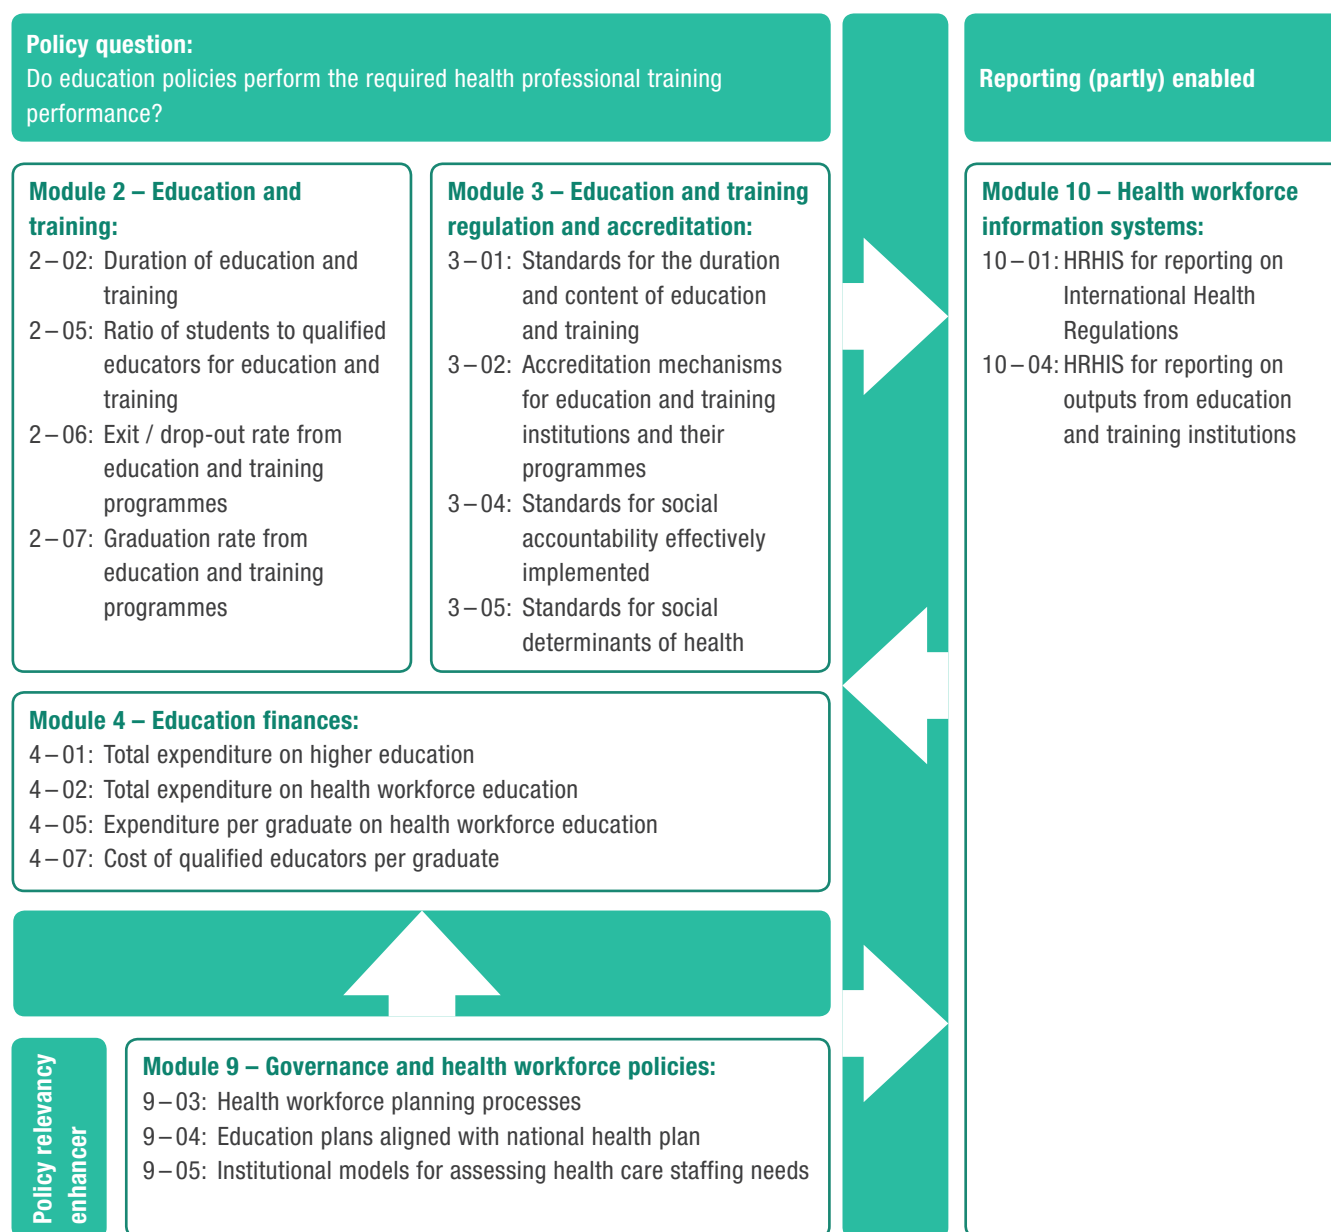 Policy question:
Do education policies perform the required health professional training
performance?
Reporting (partly) enabled
Module 2 – Education and
training:
2 – 02: Duration of education and
training
2 – 05: Ratio of students to qualified
educators for education and
training
2 – 06: Exit / drop-out rate from
education and training
programmes
2 – 07: Graduation rate from
education and training
programmes
Module 3 – Education and training
regulation and accreditation:
3 – 01: Standards for the duration
and content of education
and training
3 – 02: Accreditation mechanisms
for education and training
institutions and their
programmes
3 – 04: Standards for social
accountability effectively
implemented
3 – 05: Standards for social
determinants of health
Module 10 – Health workforce
information systems:
10 – 01: HRHIS for reporting on
International Health
Regulations
10 – 04: HRHIS for reporting on
outputs from education
and training institutions
Module 4 – Education finances:
4 – 01: Total expenditure on higher education
4 – 02: Total expenditure on health workforce education
4 – 05: Expenditure per graduate on health workforce education
4 – 07: Cost of qualified educators per graduate
Policy relevancy
enhancer
Module 9 – Governance and health workforce policies:
9 – 03: Health workforce planning processes
9 – 04: Education plans aligned with national health plan
9 – 05: Institutional models for assessing health care staffing needs